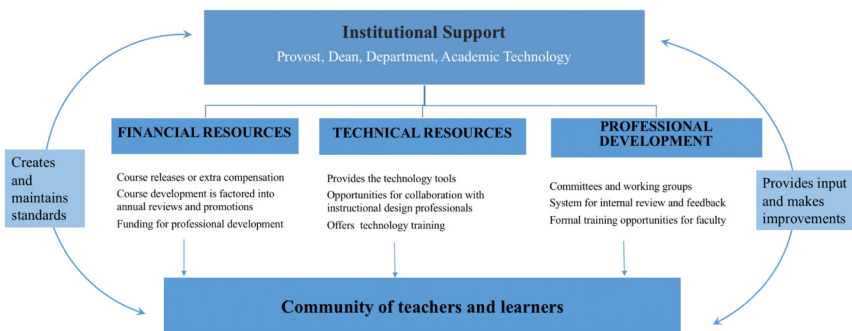 Institutional Support
Provost, Dean, Department, Academic Technology
FINANCIAL RESOURCES
TECHNICAL RESOURCES
PROFESSIONAL
DEVELOPMENT
Creates
and
maintains
standards
Course releases or extra compensation
Course development is factored into
annual reviews and promotions
Funding for professional development
Provides the technology tools
Opportunities for collaboration with
instructional design professionals
Offers technology training
Committees and working groups
System for internal review and feedback
Formal training opportunities for faculty
Provides input
and makes
improvements
Community of teachers and learners